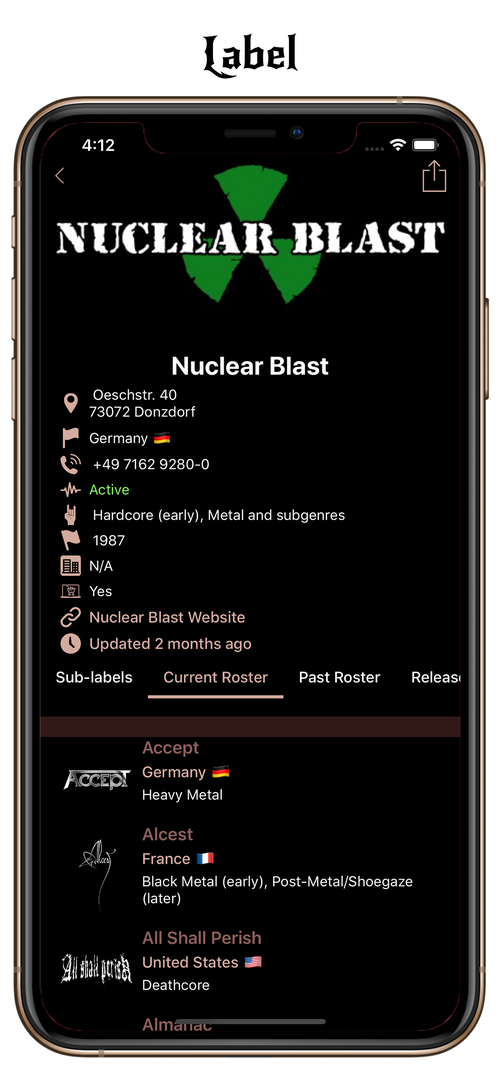 Label
4:12
NUCLEAR BLAST
Nuclear Blast
Oeschstr. 40
73072 Donzdorf
Germany 🇩🇪
+49 7162 9280-0
Active
Hardcore (early), Metal and subgenres
1987
N/A
Yes
Nuclear Blast Website
Updated 2 months ago
Sub-labels Current Roster Past Roster Releas
Accept
ACCEPT
Germany 🇩🇪
Heavy Metal
Alcest
Alcest
France 🇫🇷
Black Metal (early), Post-Metal/Shoegaze
(later)
All Shall Perish
All shall perish
United States 🇺🇸
Deathcore
Almanac